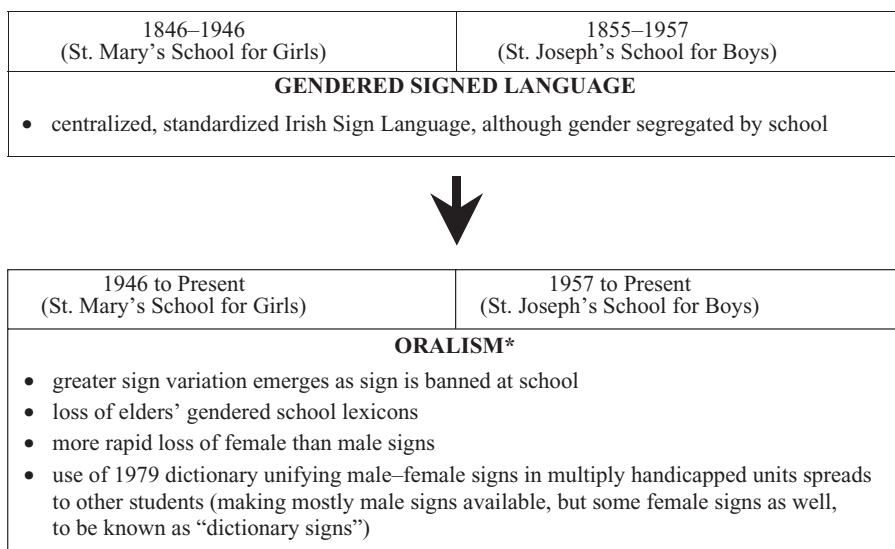 1846–1946
(St. Mary’s School for Girls)
1855–1957
(St. Joseph’s School for Boys)
GENDERED SIGNED LANGUAGE
• centralized, standardized Irish Sign Language, although gender segregated by school
1946 to Present
(St. Mary’s School for Girls)
1957 to Present
(St. Joseph’s School for Boys)
ORALISM*
• greater sign variation emerges as sign is banned at school
• loss of elders’ gendered school lexicons
• more rapid loss of female than male signs
• use of 1979 dictionary unifying male–female signs in multiply handicapped units spreads
to other students (making mostly male signs available, but some female signs as well,
to be known as “dictionary signs”)